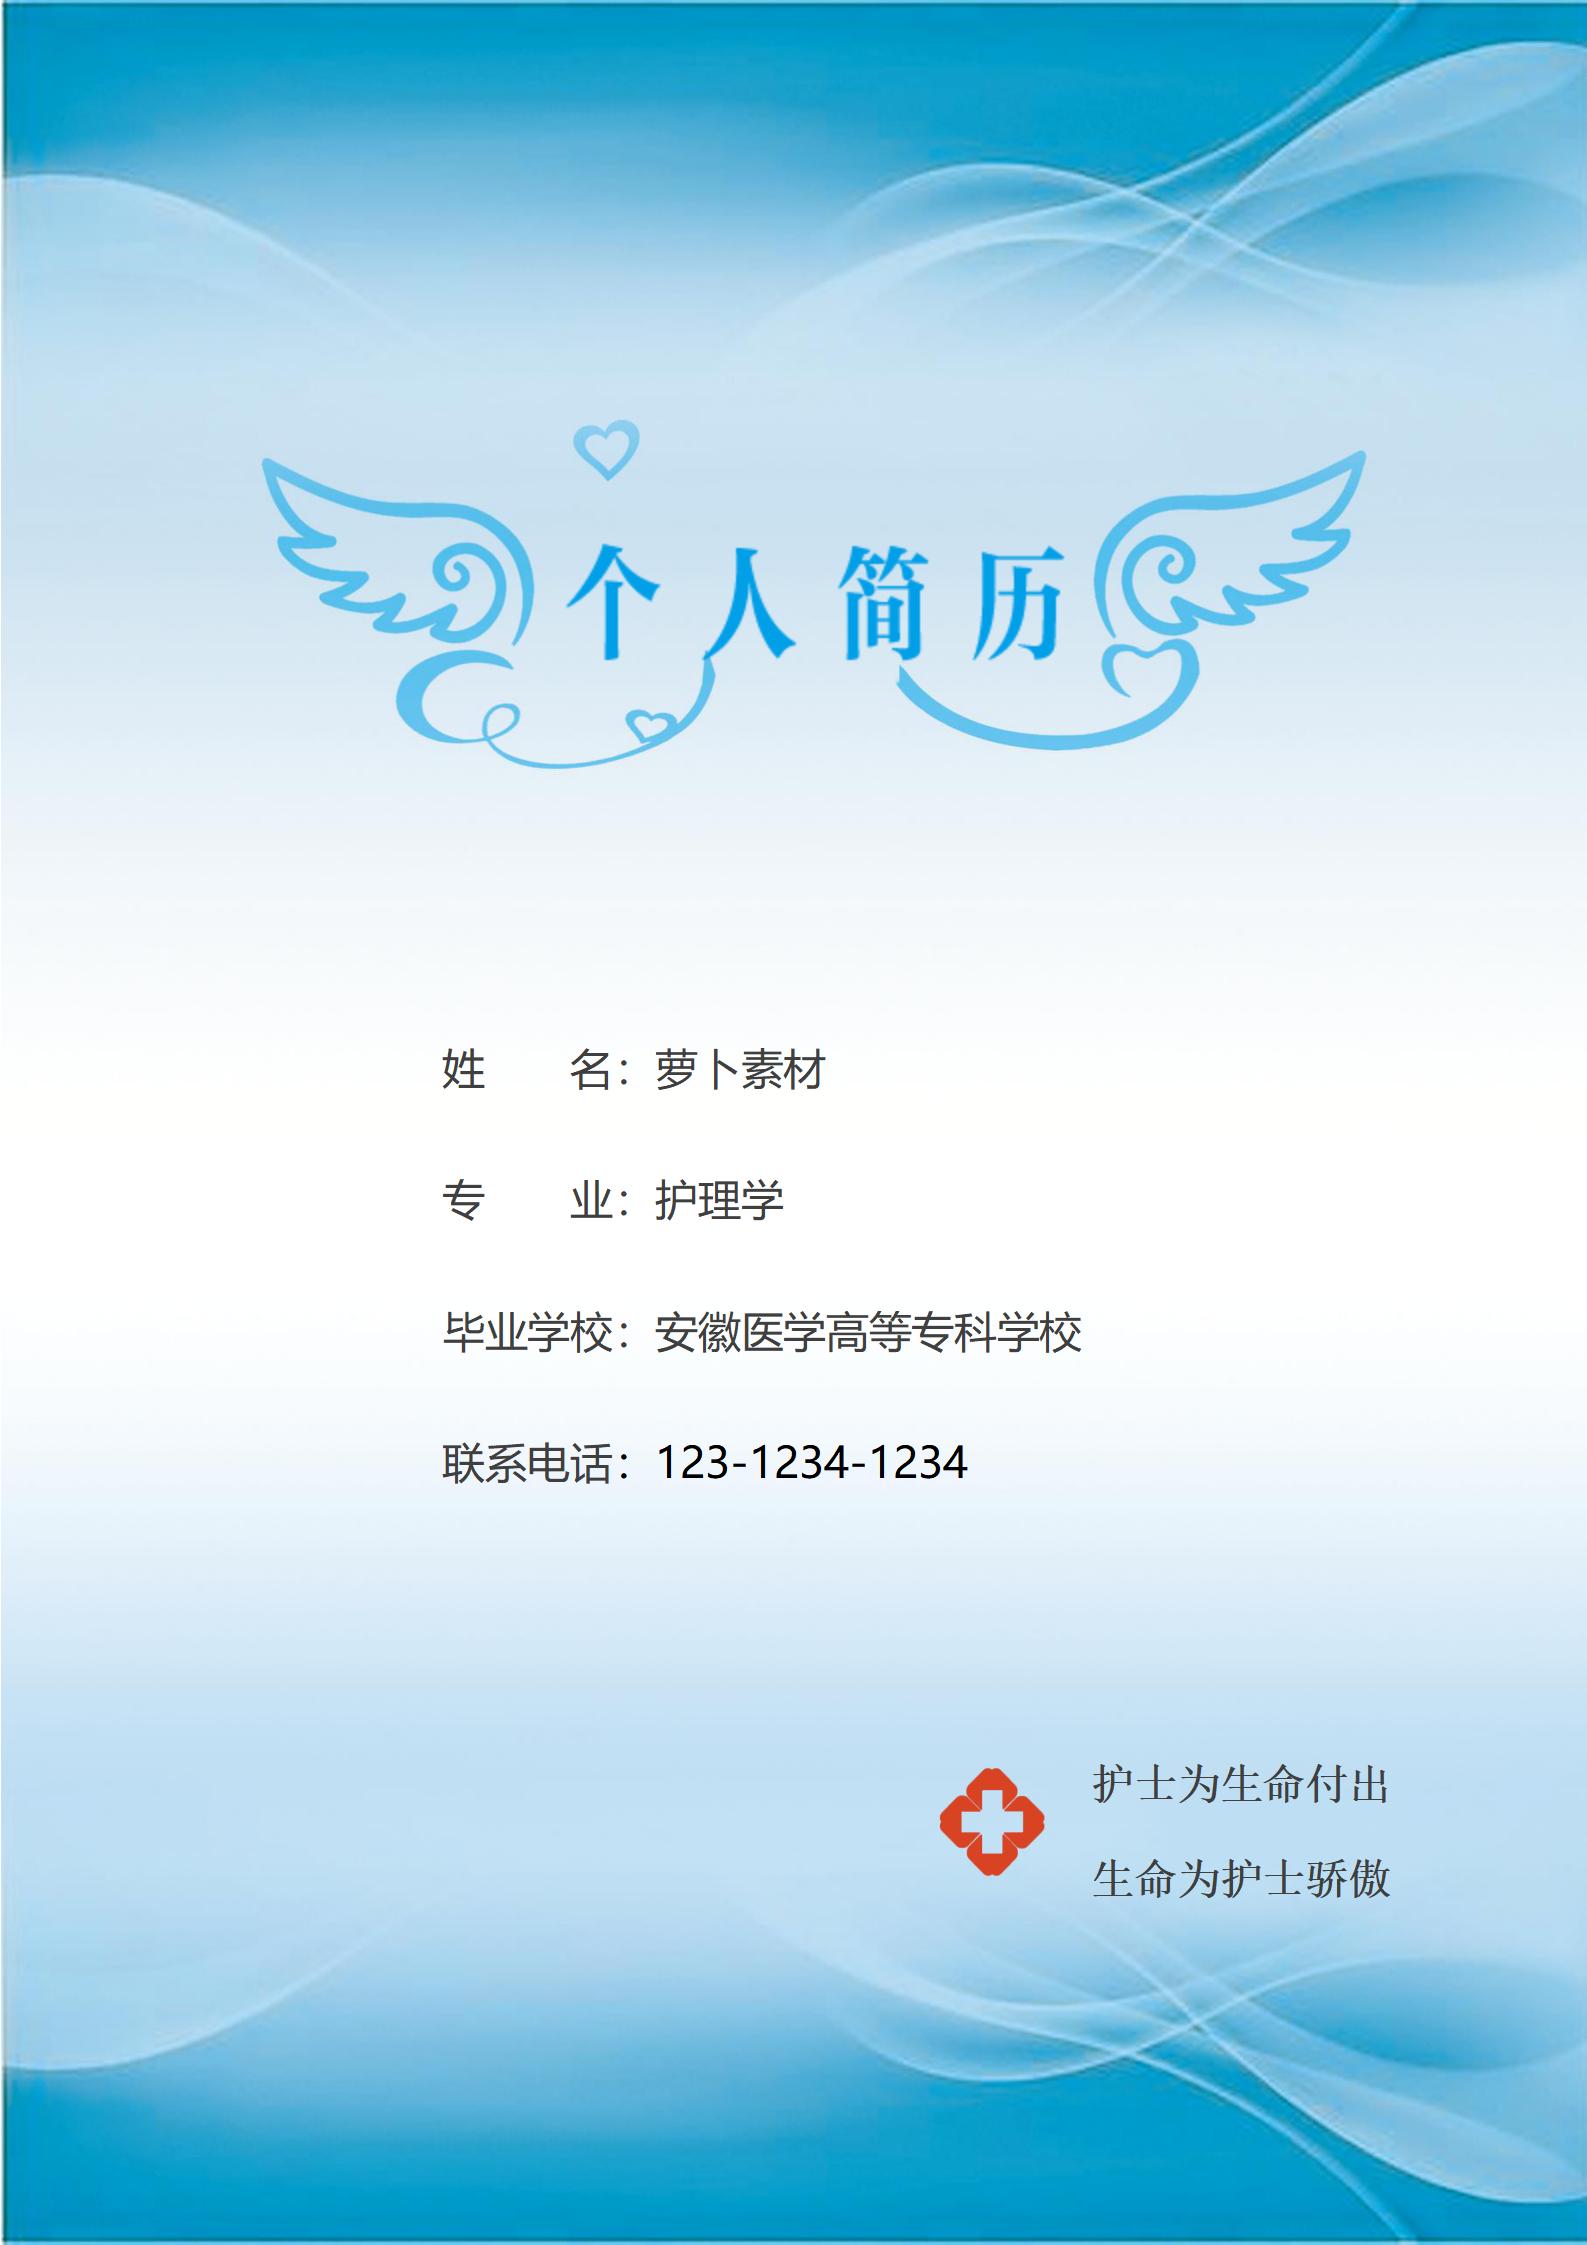 个人简历
姓　　名：萝卜素材
专　　业：护理学
毕业学校：安徽医学高等专科学校
联系电话：123-1234-1234
护士为生命付出
生命为护士骄傲